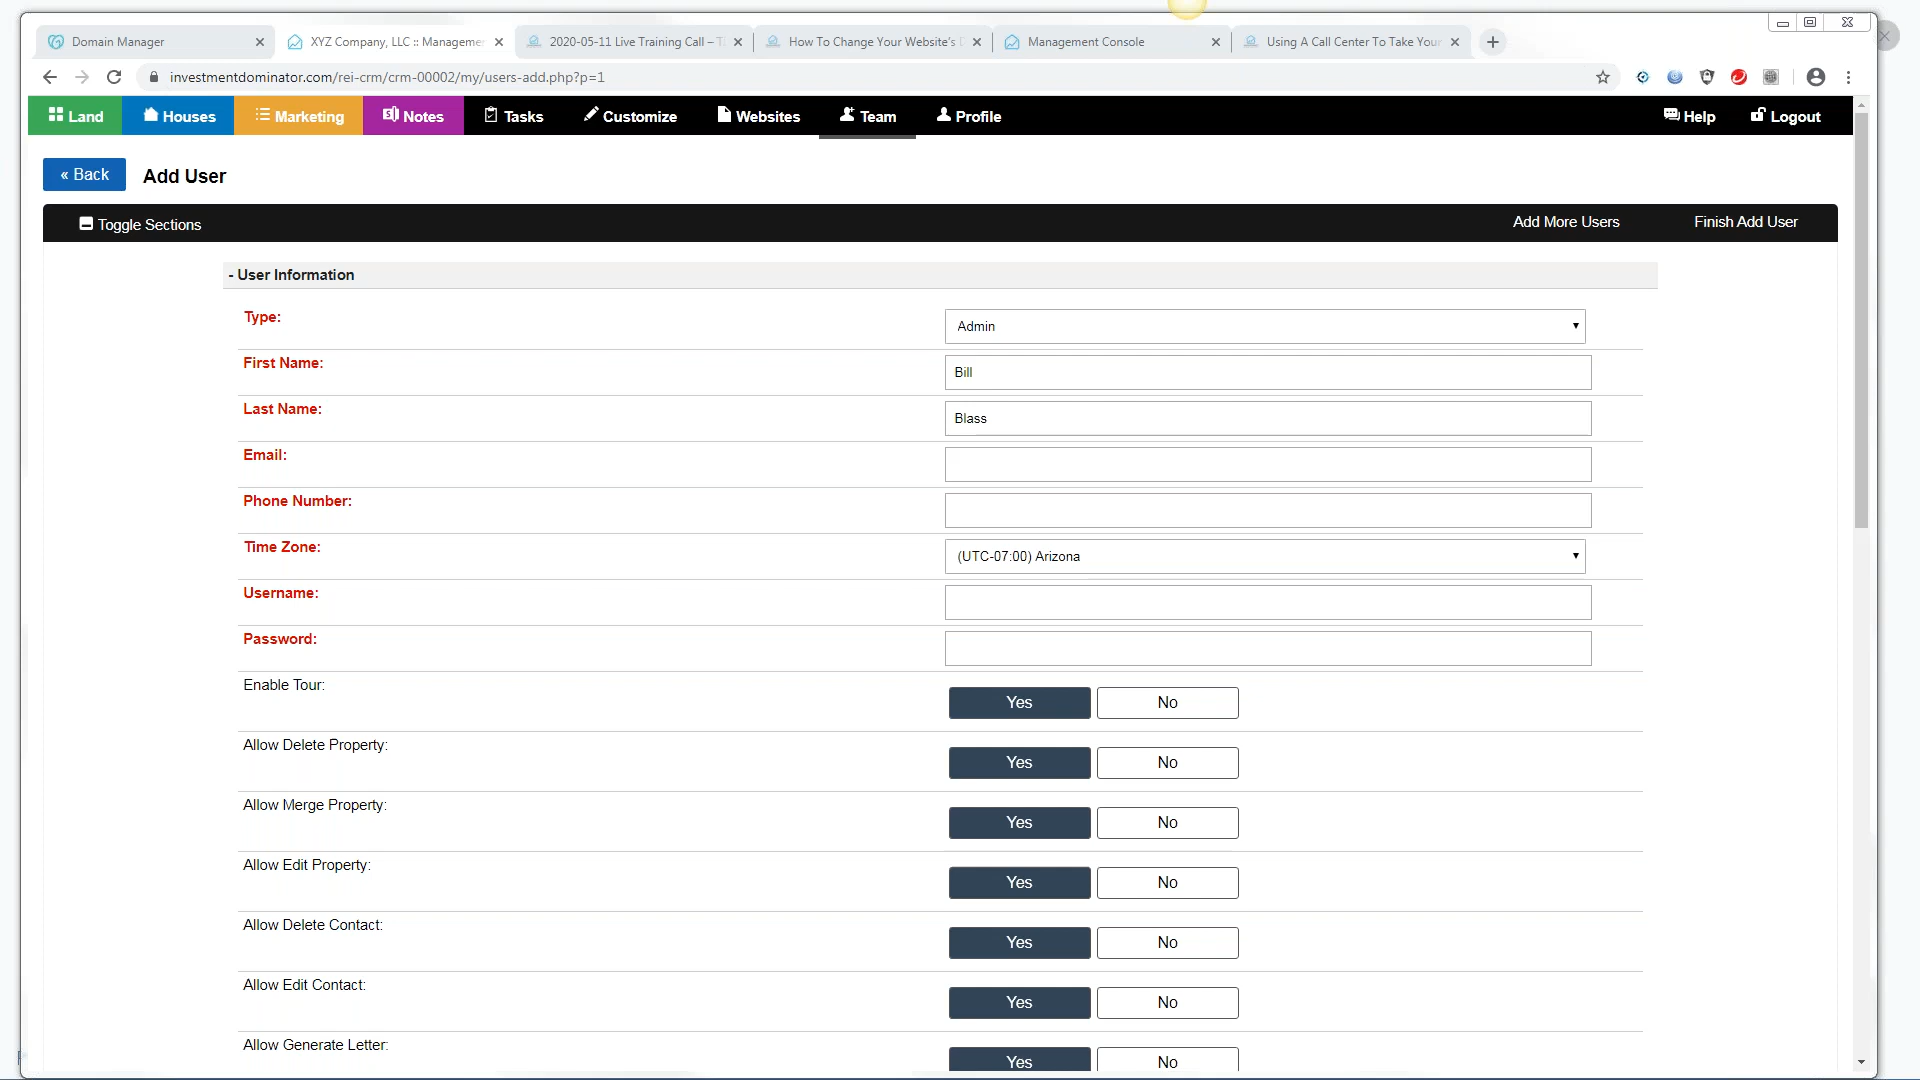 Domain Manager
XYZ Company, LLC :: Managemen
2020-05-11 Live Training Call – Ti
How To Change Your Website's D
Management Console
Using A Call Center To Take Your
investmentdominator.com/rei-crm/crm-00002/my/users-add.php?p=1
Land Houses Marketing Notes Tasks Customize Websites Team Profile Help Logout
« Back Add User
Toggle Sections Add More Users Finish Add User
- User Information
Type: Admin
First Name: Bill
Last Name: Blass
Email:
Phone Number:
Time Zone: (UTC-07:00) Arizona
Username:
Password:
Enable Tour: Yes No
Allow Delete Property: Yes No
Allow Merge Property: Yes No
Allow Edit Property: Yes No
Allow Delete Contact: Yes No
Allow Edit Contact: Yes No
Allow Generate Letter: Yes No